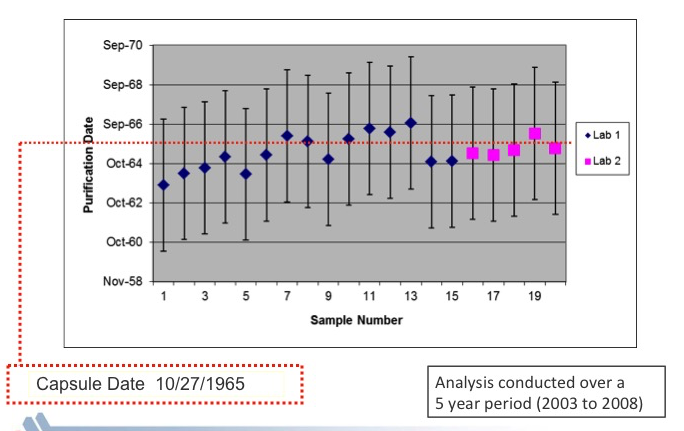 Sep-70
Sep-68
Sep-66
Oct-64
Oct-62
Oct-60
Nov-58
Purification Date
1 3 5 7 9 11 13 15 17 19
Sample Number
Lab 1
Lab 2
Capsule Date 10/27/1965
Analysis conducted over a
5 year period (2003 to 2008)